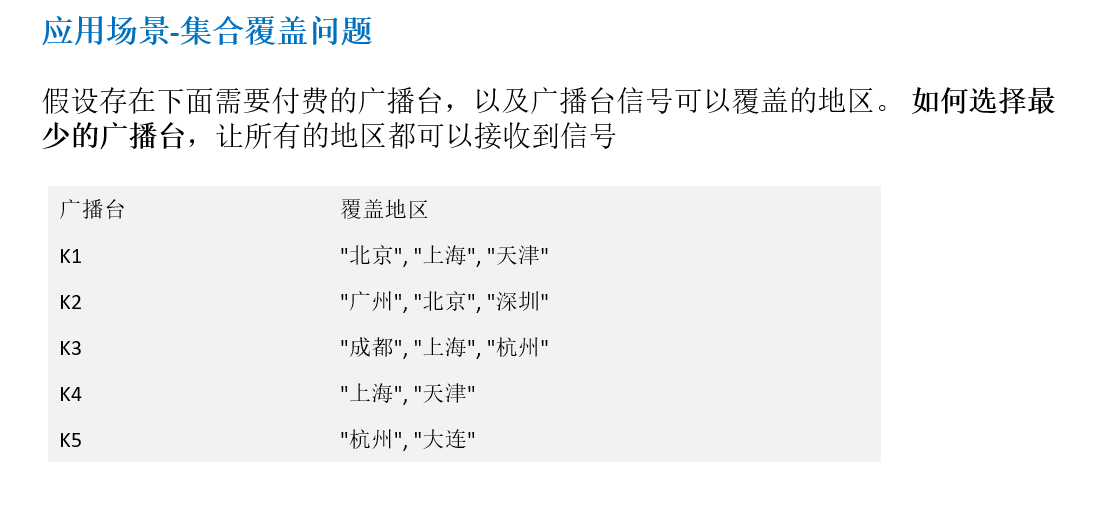 应用场景-集合覆盖问题
假设存在下面需要付费的广播台，以及广播台信号可以覆盖的地区。 如何选择最
少的广播台，让所有的地区都可以接收到信号
广播台 覆盖地区
K1 "北京", "上海", "天津"
K2 "广州", "北京", "深圳"
K3 "成都", "上海", "杭州"
K4 "上海", "天津"
K5 "杭州", "大连"